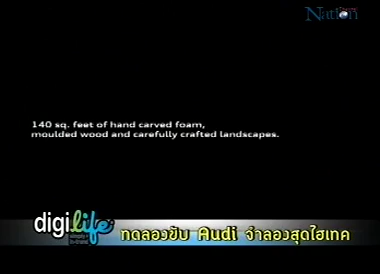 Nation
140 sq. feet of hand carved foam,
moulded wood and carefully crafted landscapes.
digilife
ทดลองขับ Audi จำลองสุดไฮเทค